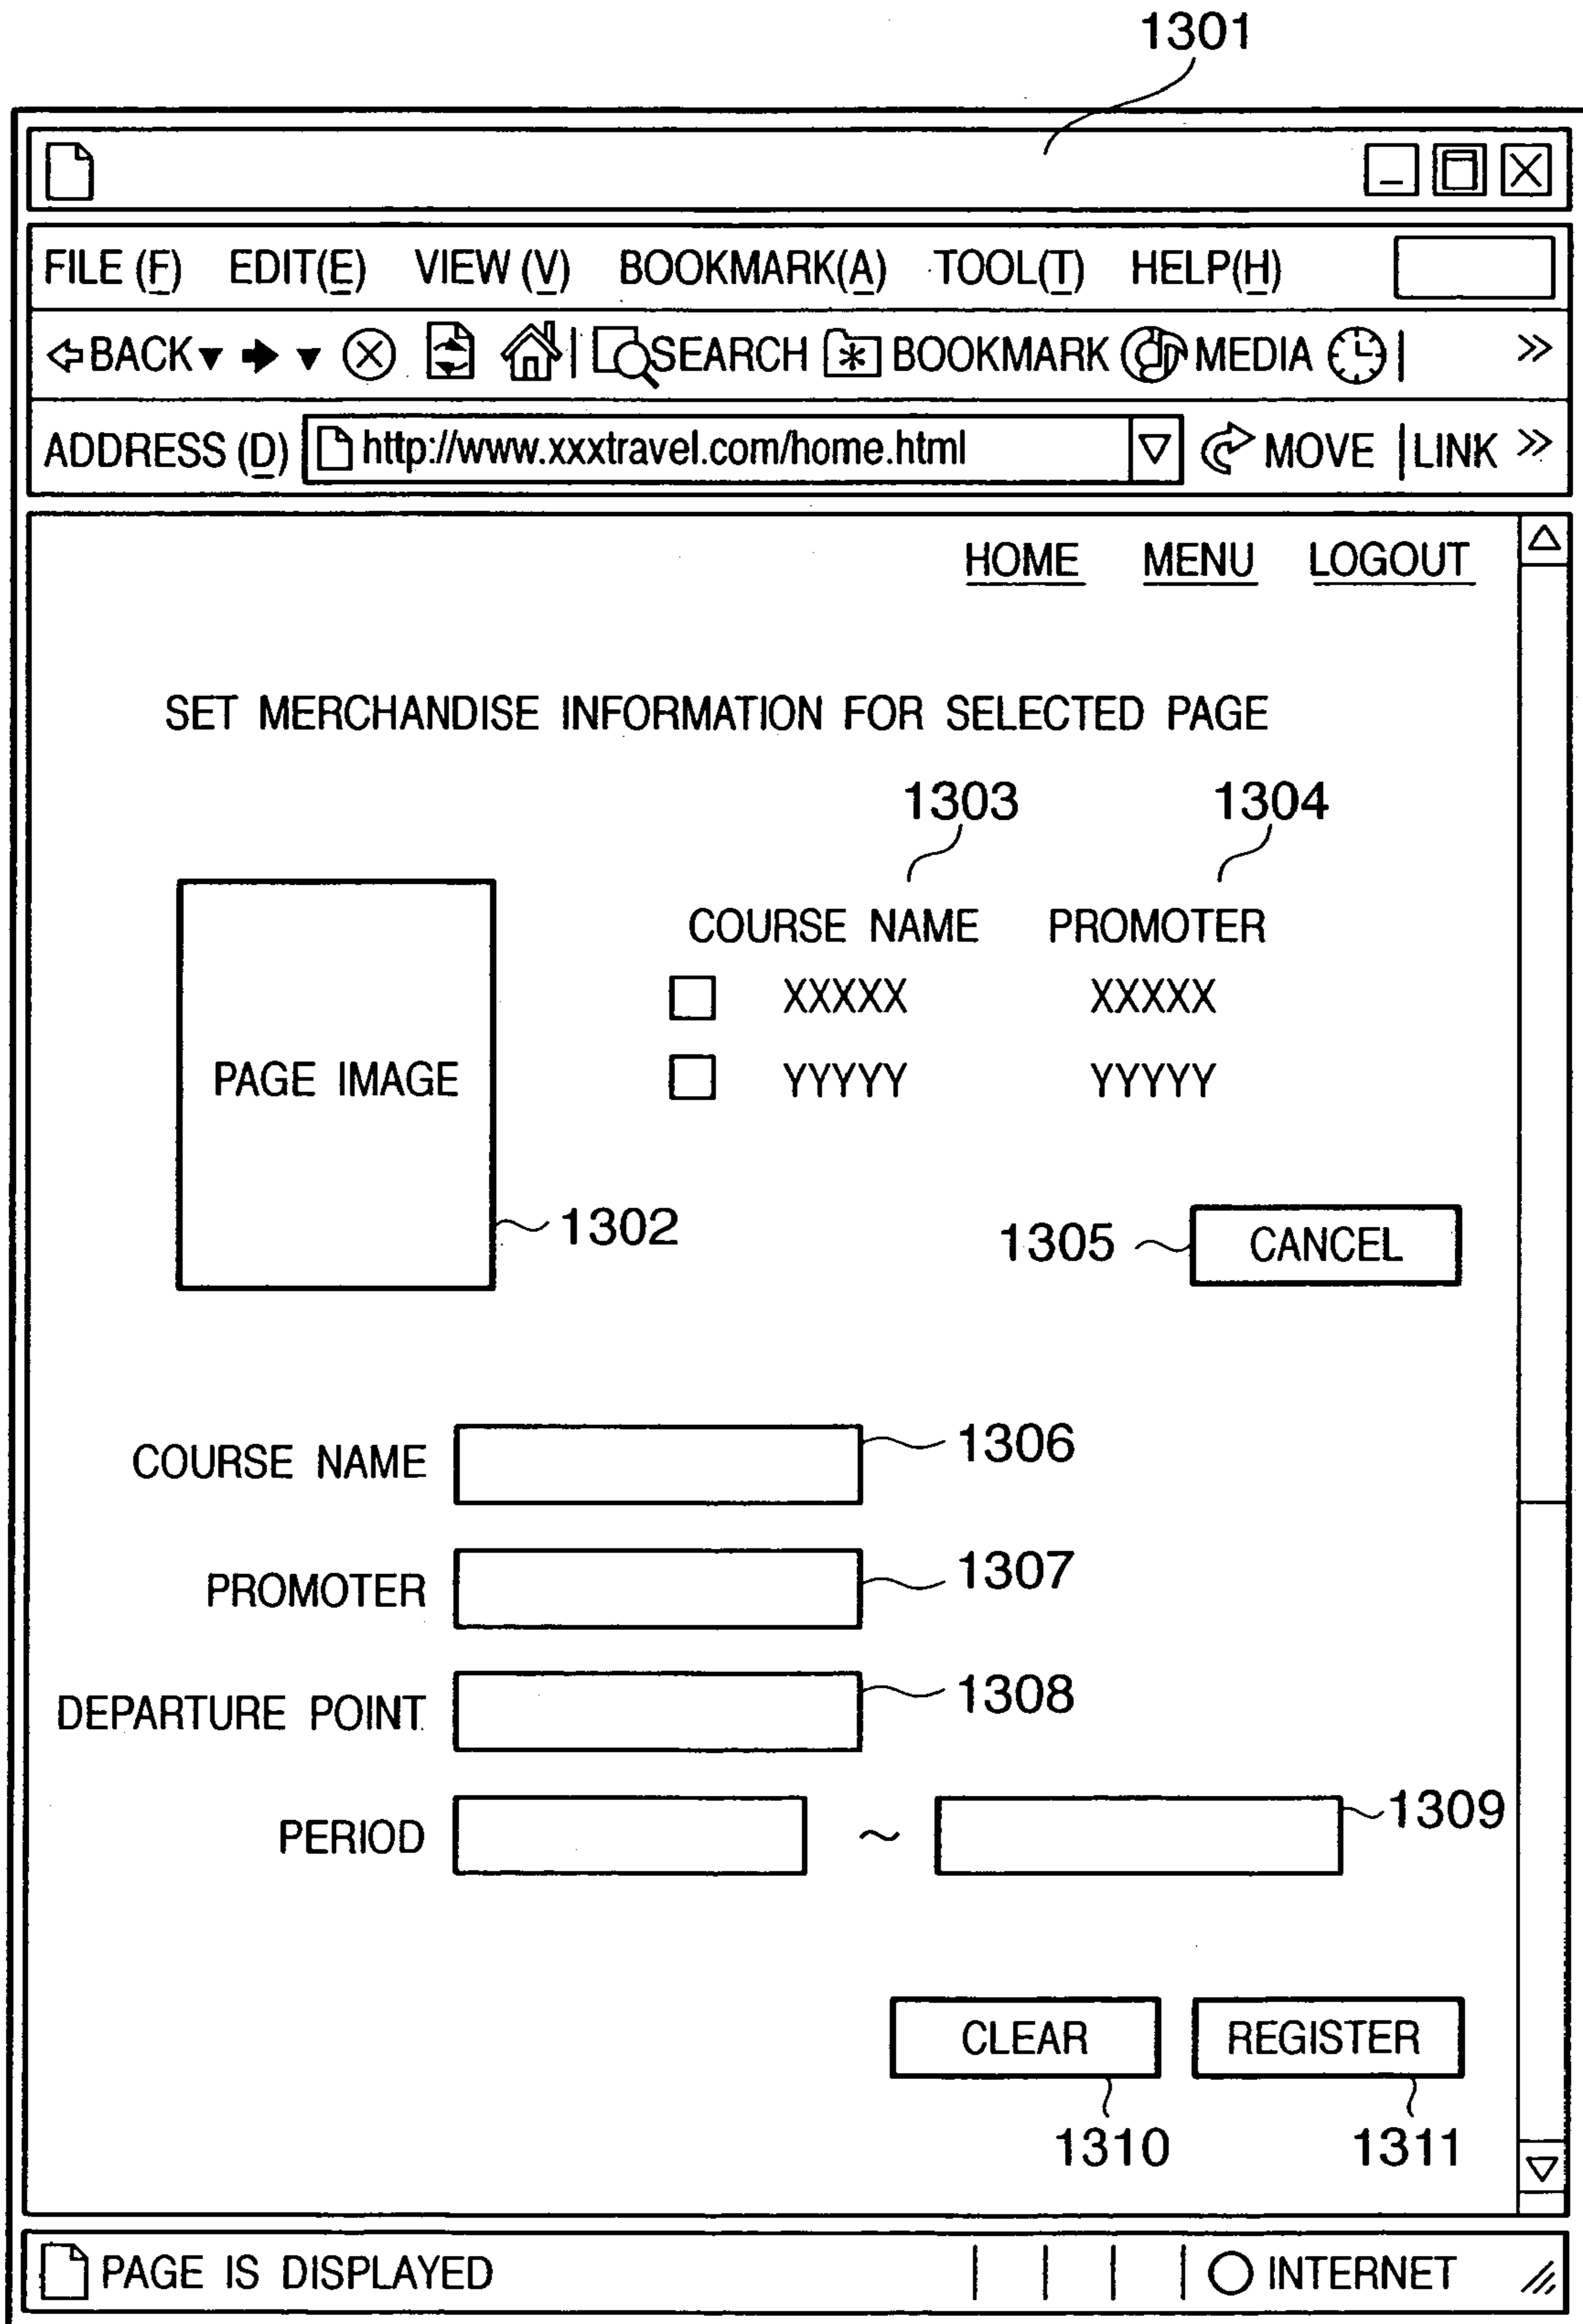 1301
FILE (F) EDIT(E) VIEW (V) BOOKMARK(A) TOOL(T) HELP(H)
BACK SEARCH BOOKMARK MEDIA »
ADDRESS (D) http://www.xxxtravel.com/home.html MOVE LINK »
HOME MENU LOGOUT
SET MERCHANDISE INFORMATION FOR SELECTED PAGE
1303 1304
COURSE NAME PROMOTER
XXXXX XXXXX
PAGE IMAGE YYYYY YYYYY
1302 1305 CANCEL
COURSE NAME 1306
PROMOTER 1307
DEPARTURE POINT 1308
PERIOD ~ 1309
CLEAR REGISTER
1310 1311
PAGE IS DISPLAYED INTERNET